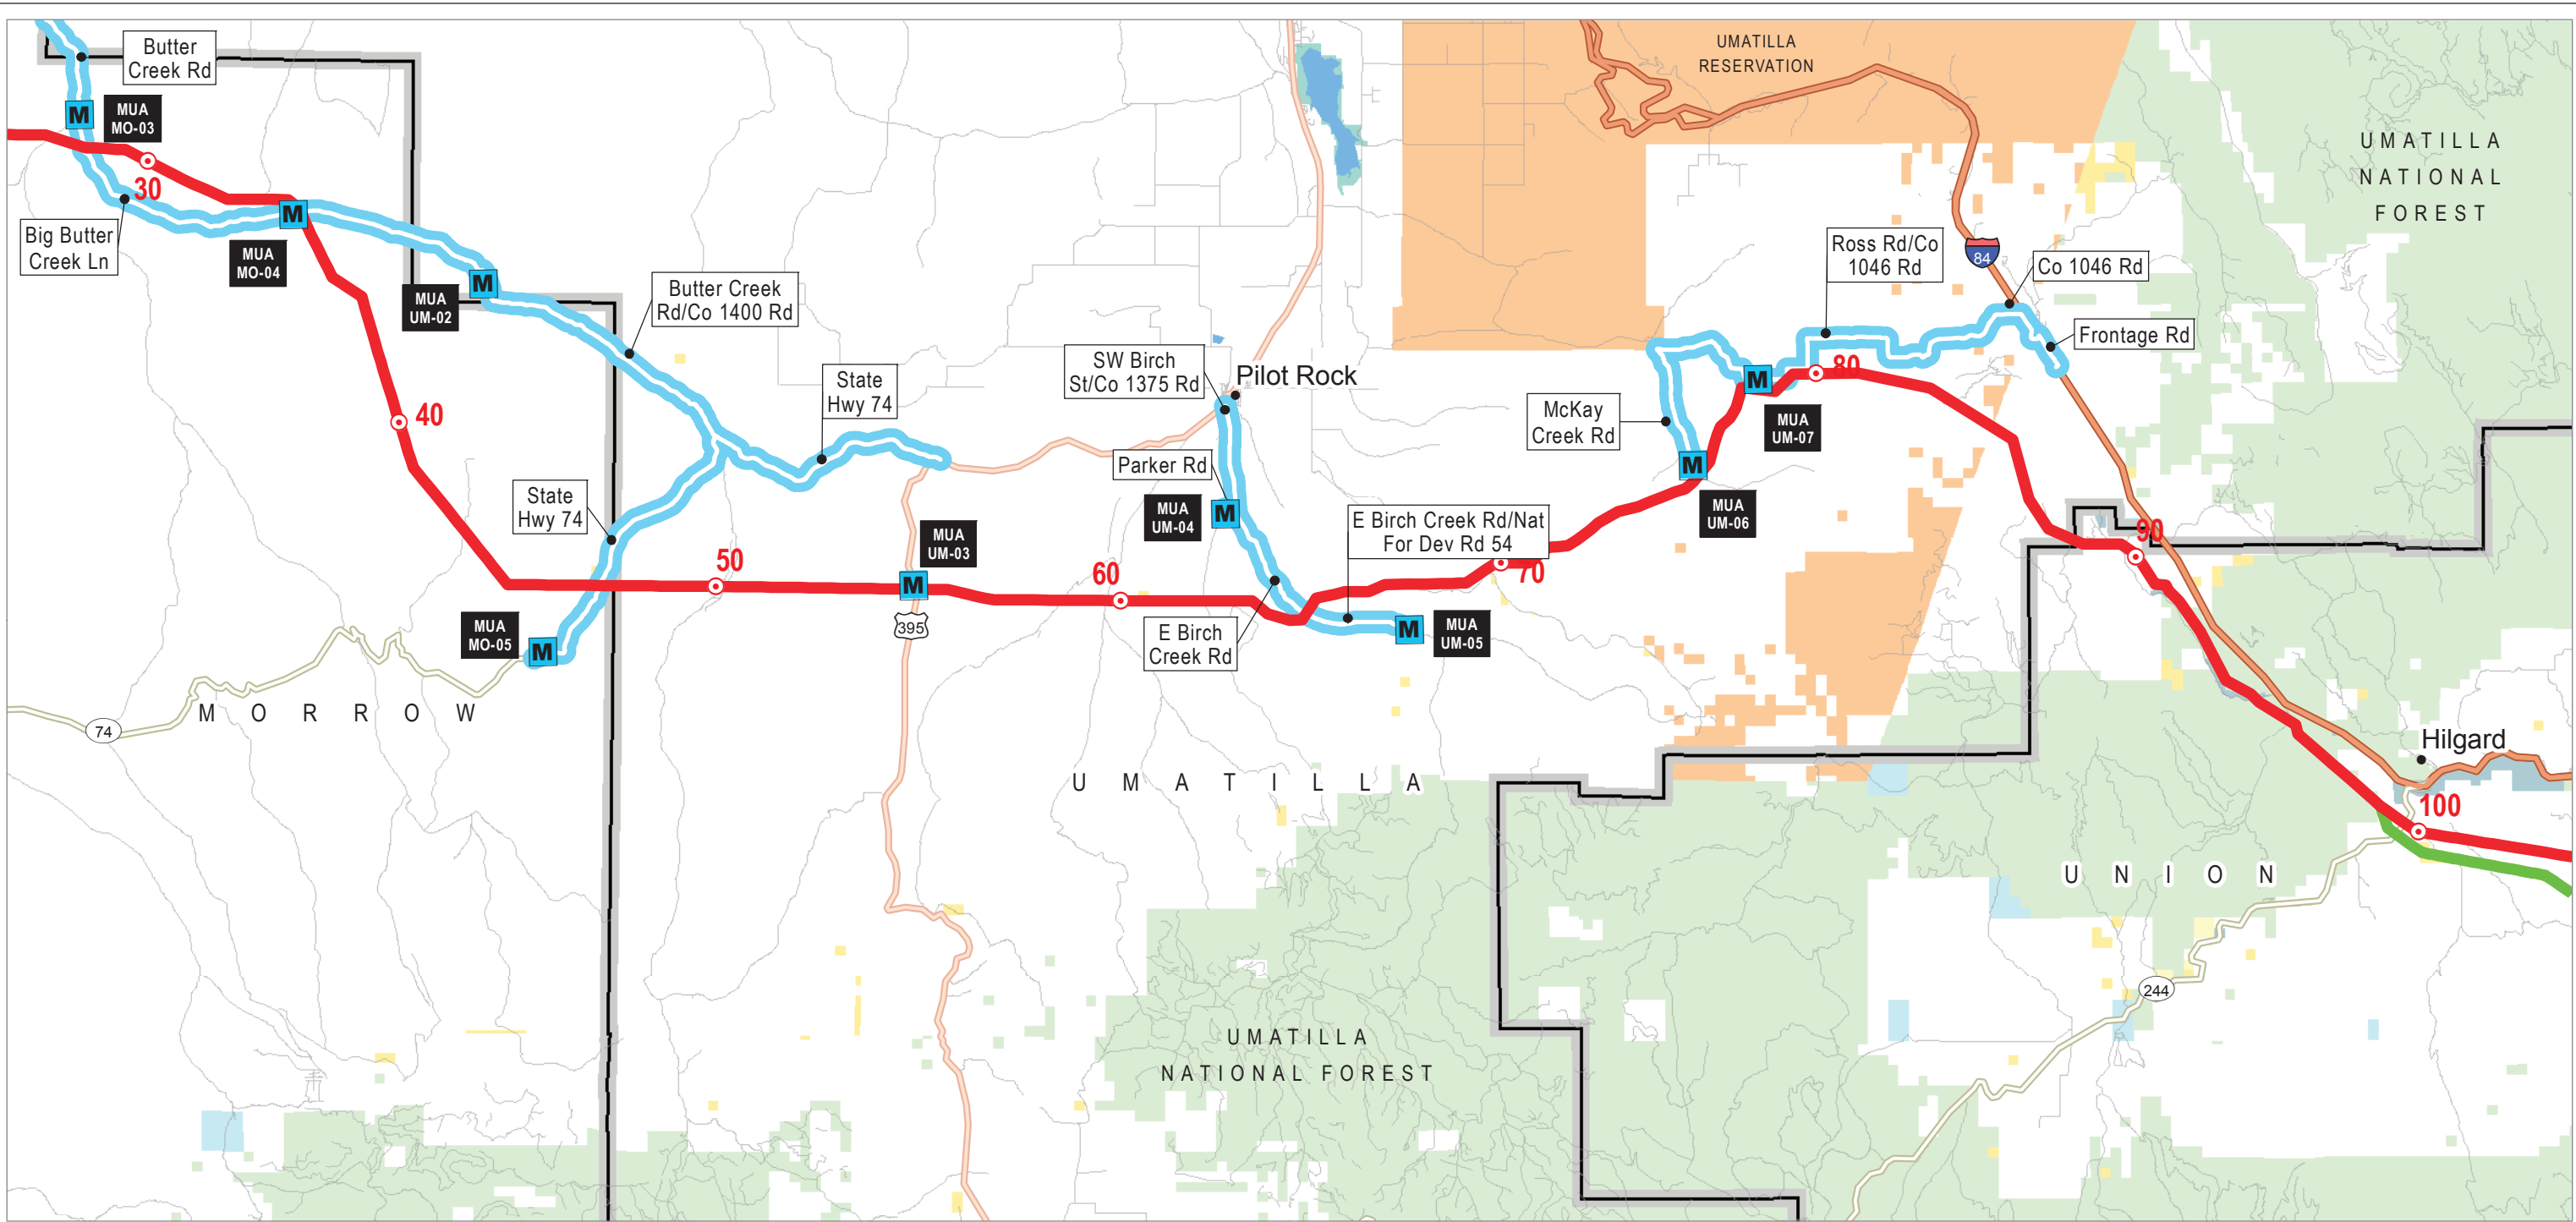 Butter
Creek Rd
M
MUA
MO-03
30
Big Butter
Creek Ln
M
MUA
MO-04
M
MUA
UM-02
40
Butter Creek
Rd/Co 1400 Rd
State
Hwy 74
State
Hwy 74
SW Birch
St/Co 1375 Rd
Pilot Rock
Parker Rd
M
MUA
UM-04
MUA
UM-03
M
395
50
60
M
MUA
MO-05
74
MORROW
E Birch
Creek Rd
E Birch Creek Rd/Nat
For Dev Rd 54
M
MUA
UM-05
70
UMATILLA
RESERVATION
UMATILLA
NATIONAL
FOREST
84
Ross Rd/Co
1046 Rd
Co 1046 Rd
Frontage Rd
80
M
MUA
UM-07
McKay
Creek Rd
M
MUA
UM-06
90
Hilgard
100
UMATILLA
UNION
244
UMATILLA
NATIONAL FOREST